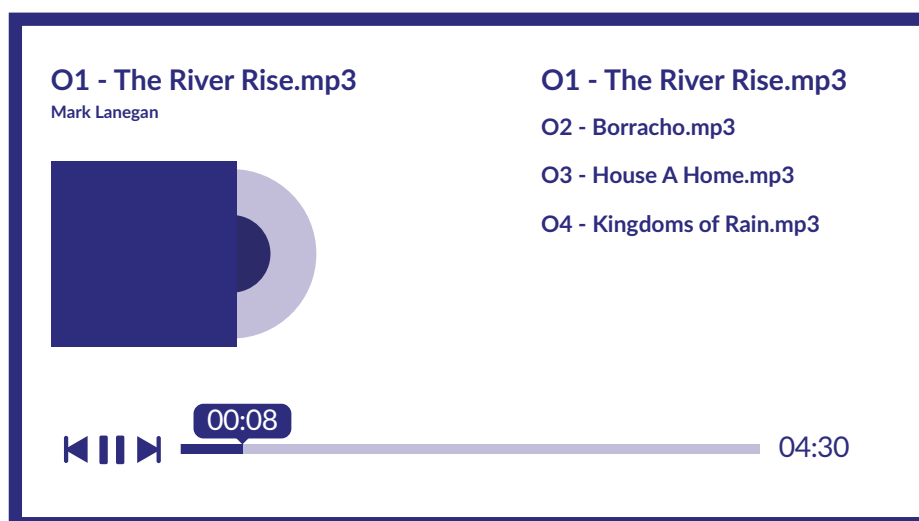 O1 - The River Rise.mp3
Mark Lanegan
O1 - The River Rise.mp3
O2 - Borracho.mp3
O3 - House A Home.mp3
O4 - Kingdoms of Rain.mp3
00:08
04:30